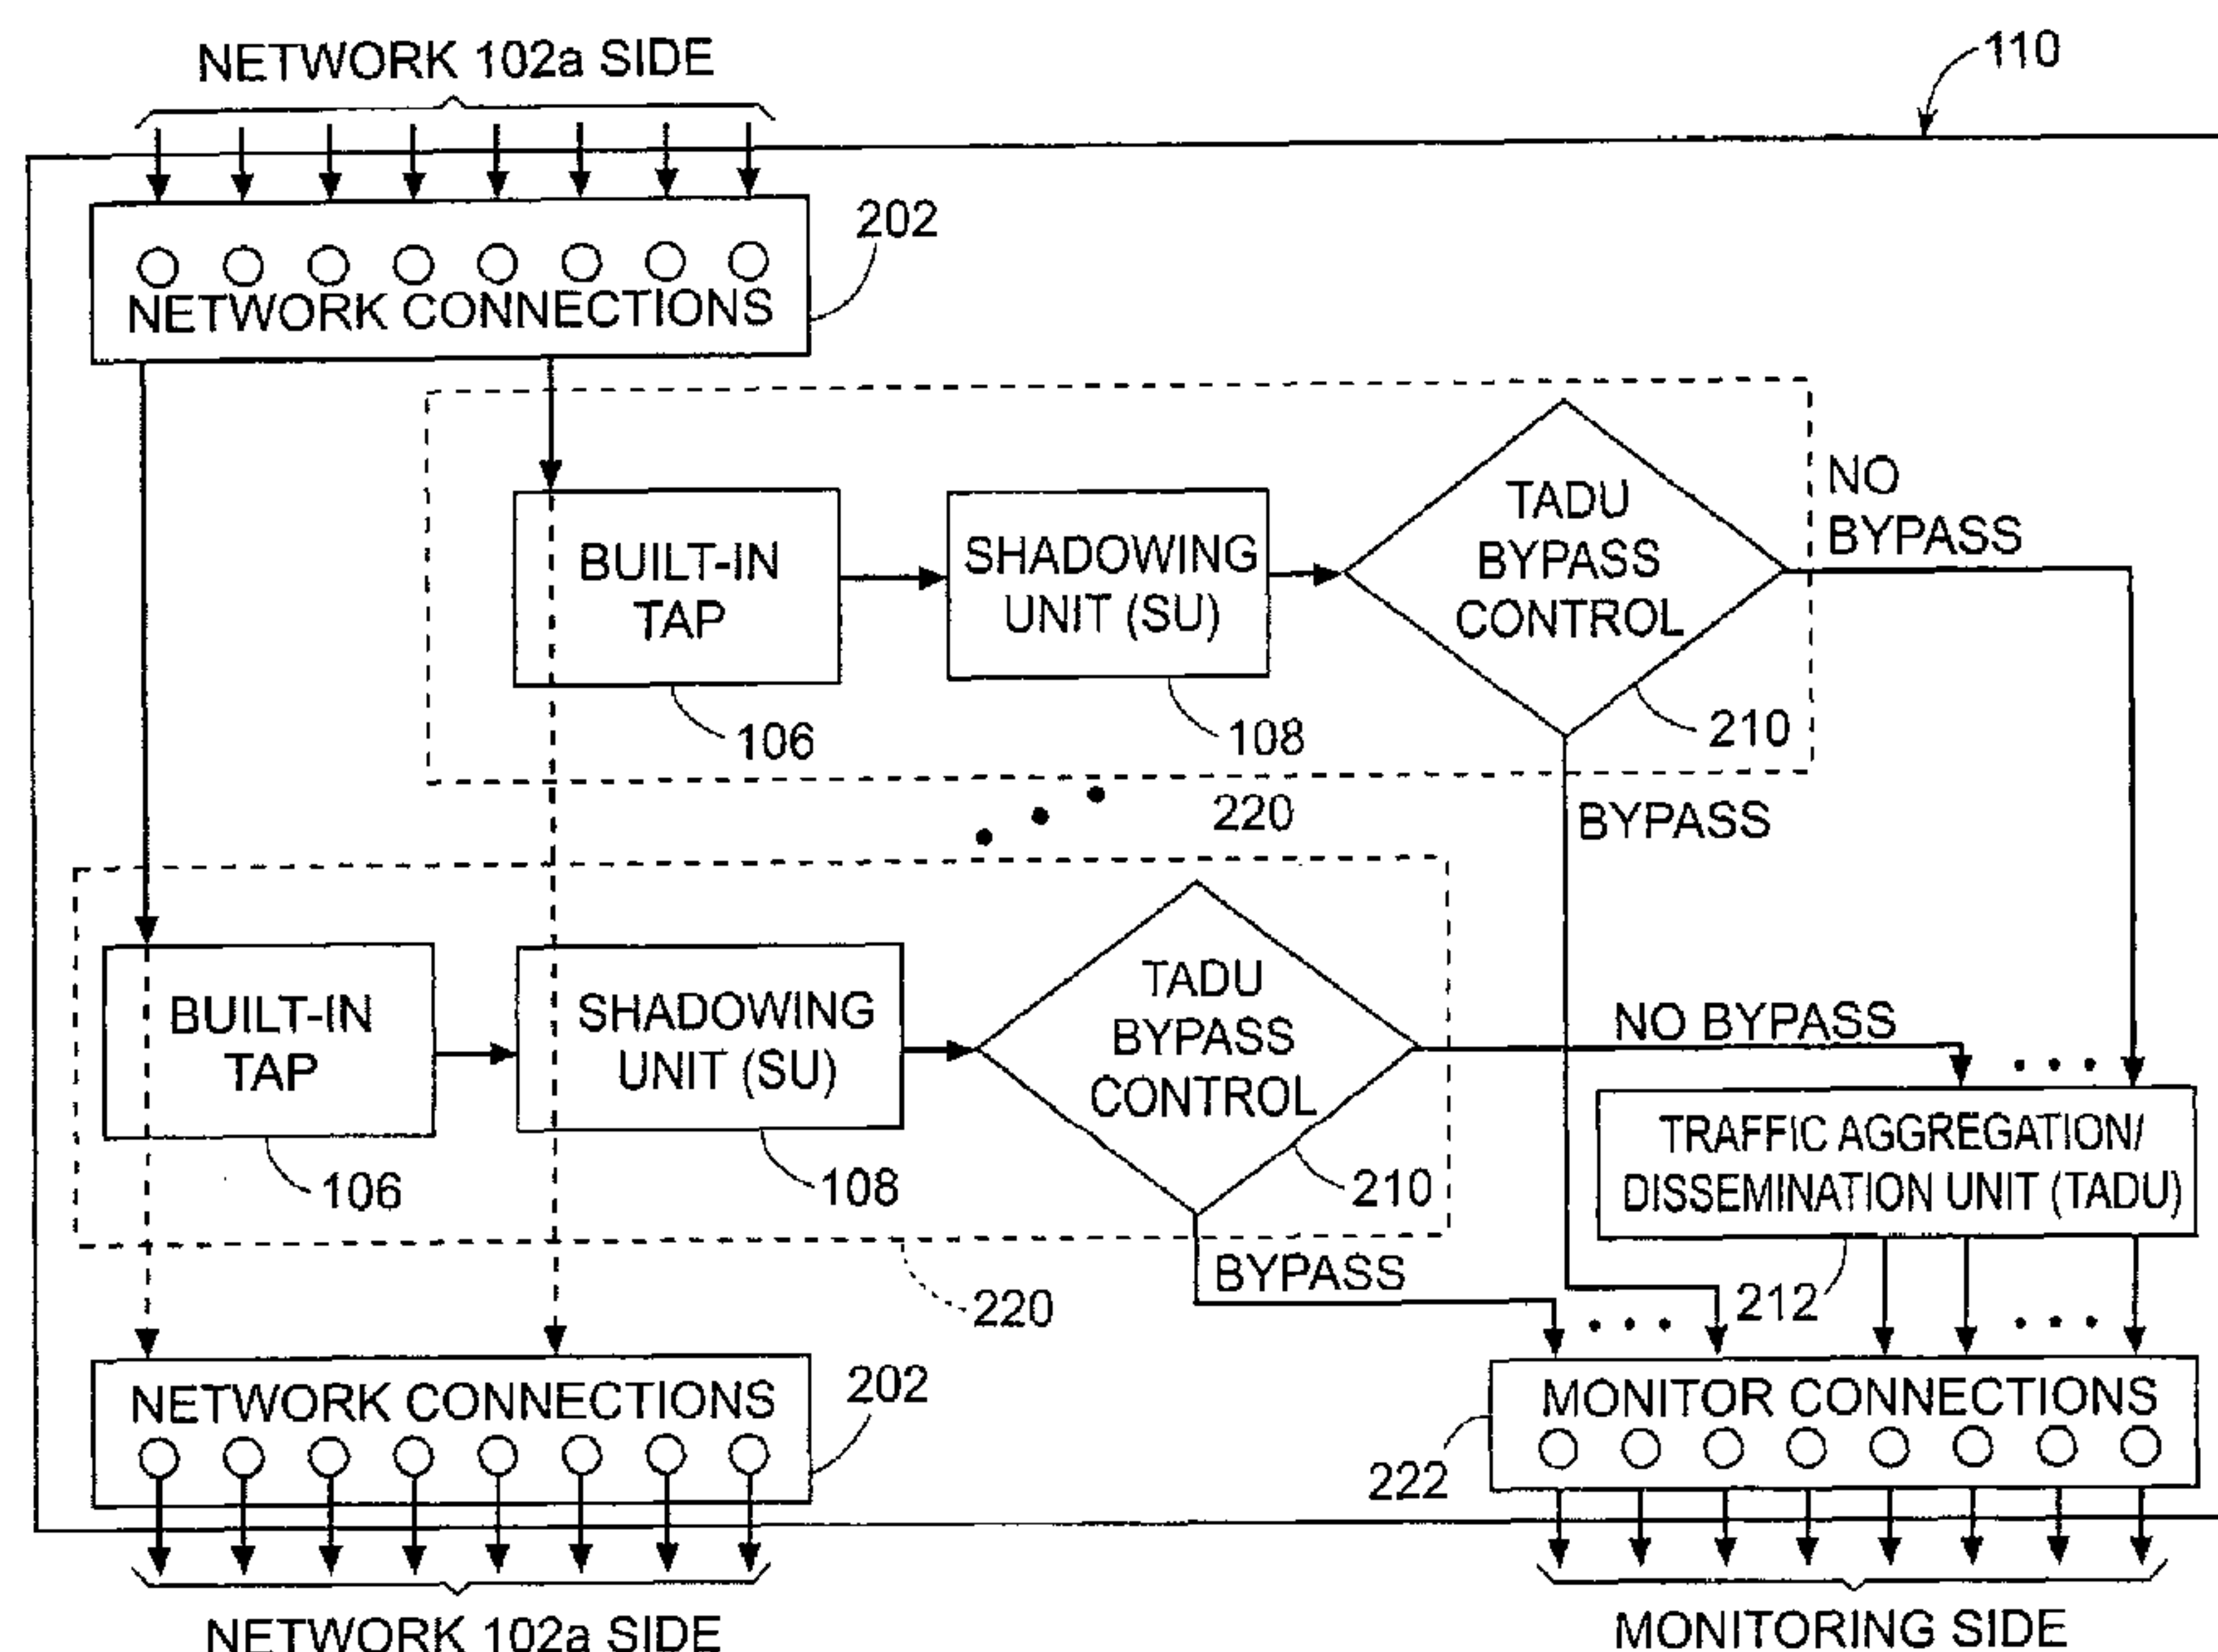 NETWORK 102a SIDE
110
202
NETWORK CONNECTIONS
NO
BYPASS
TADU
BYPASS
CONTROL
BUILT-IN
TAP
SHADOWING
UNIT (SU)
106
108
210
220
BYPASS
TADU
BYPASS
CONTROL
BUILT-IN
TAP
SHADOWING
UNIT (SU)
NO BYPASS
TRAFFIC AGGREGATION/
DISSEMINATION UNIT (TADU)
106
108
210
BYPASS
220
212
NETWORK CONNECTIONS
202
MONITOR CONNECTIONS
222
NETWORK 102a SIDE
MONITORING SIDE